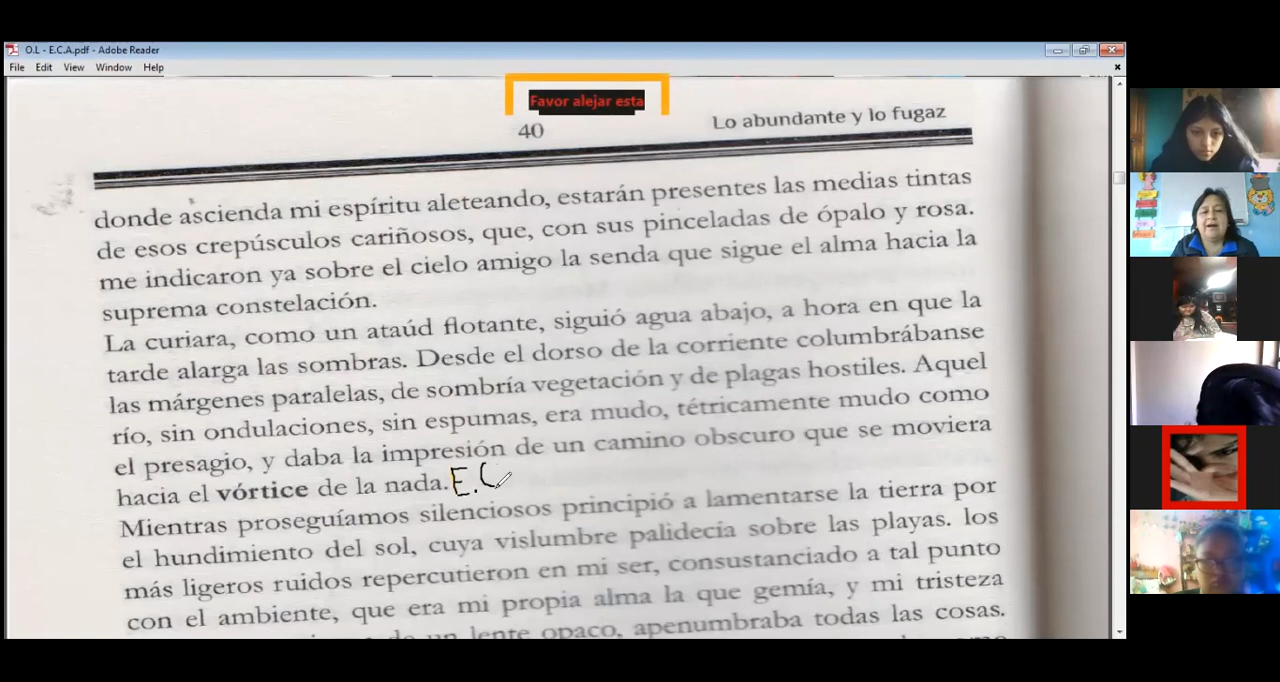 O.L - E.C.A.pdf - Adobe Reader
File Edit View Window Help
Favor alejar esta
40
Lo abundante y lo fugaz
donde ascienda mi espíritu aleteando, estarán presentes las medias tintas
de esos crepúsculos cariñosos, que, con sus pinceladas de ópalo y rosa.
me indicaron ya sobre el cielo amigo la senda que sigue el alma hacia la
suprema constelación.
La curiara, como un ataúd flotante, siguió agua abajo, a hora en que la
tarde alarga las sombras. Desde el dorso de la corriente columbrábanse
las márgenes paralelas, de sombría vegetación y de plagas hostiles. Aquel
río, sin ondulaciones, sin espumas, era mudo, tétricamente mudo como
el presagio, y daba la impresión de un camino obscuro que se moviera
hacia el vórtice de la nada. E.C
Mientras proseguíamos silenciosos principió a lamentarse la tierra por
el hundimiento del sol, cuya vislumbre palidecía sobre las playas. los
más ligeros ruidos repercutieron en mi ser, consustanciado a tal punto
con el ambiente, que era mi propia alma la que gemía, y mi tristeza
de un lente opaco, apenumbraba todas las cosas.